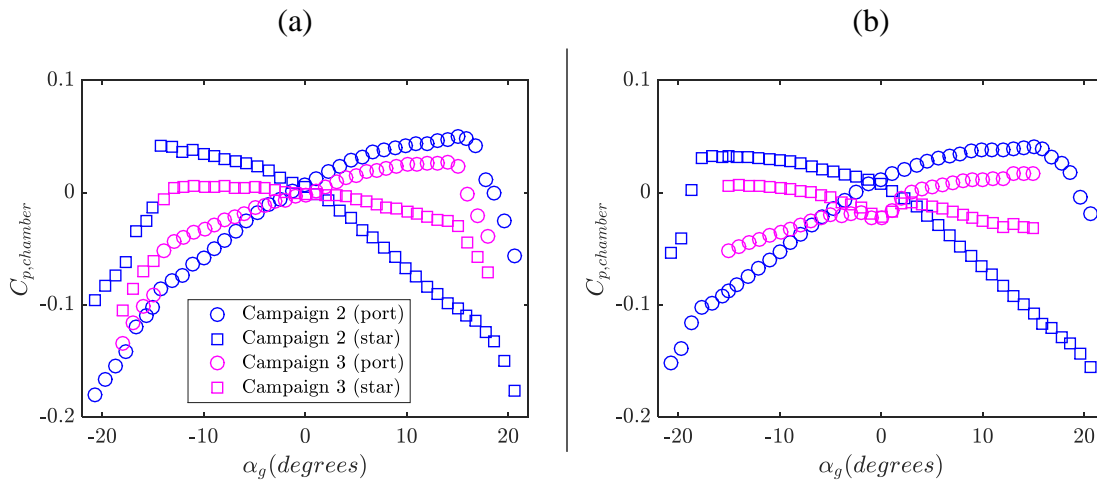 (a)
(b)
0.1
0
-0.1
-0.2
C_{p,chamber}
-20 -10 0 10 20
α_g(degrees)
Campaign 2 (port)
Campaign 2 (star)
Campaign 3 (port)
Campaign 3 (star)
0.1
0
-0.1
-0.2
C_{p,chamber}
-20 -10 0 10 20
α_g(degrees)